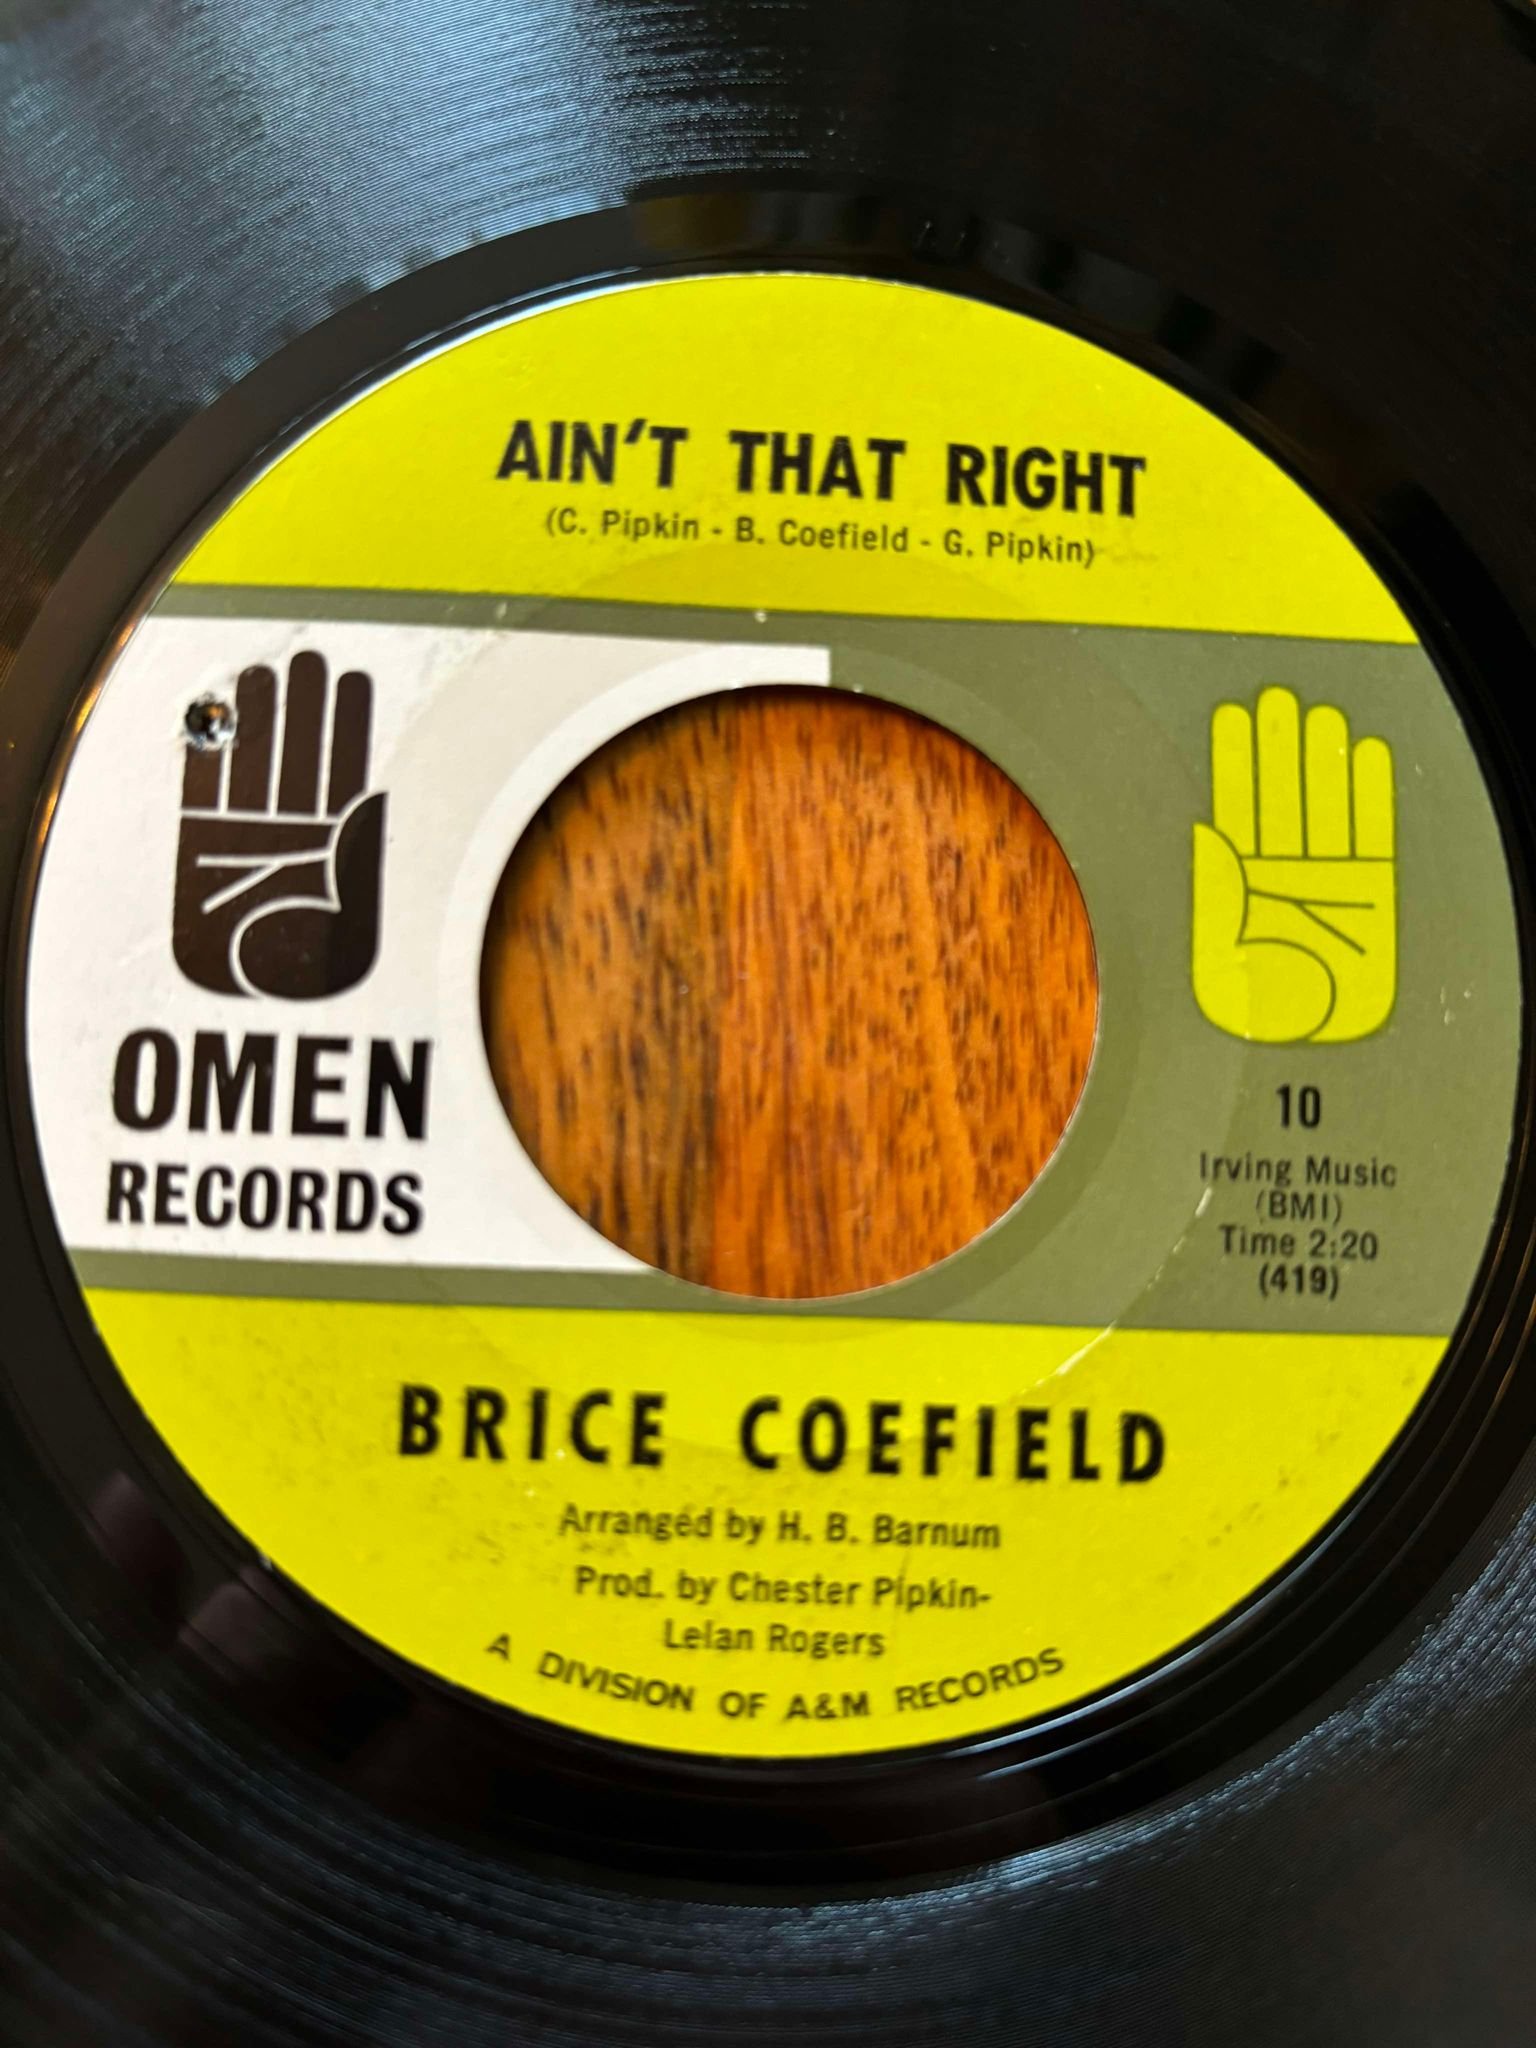 AIN'T THAT RIGHT
(C. Pipkin - B. Coefield - G. Pipkin)
OMEN
RECORDS
10
Irving Music
(BMI)
Time 2:20
(419)
BRICE COEFIELD
Arranged by H. B. Barnum
Prod. by Chester Pipkin-
Lelan Rogers
A DIVISION OF A&M RECORDS